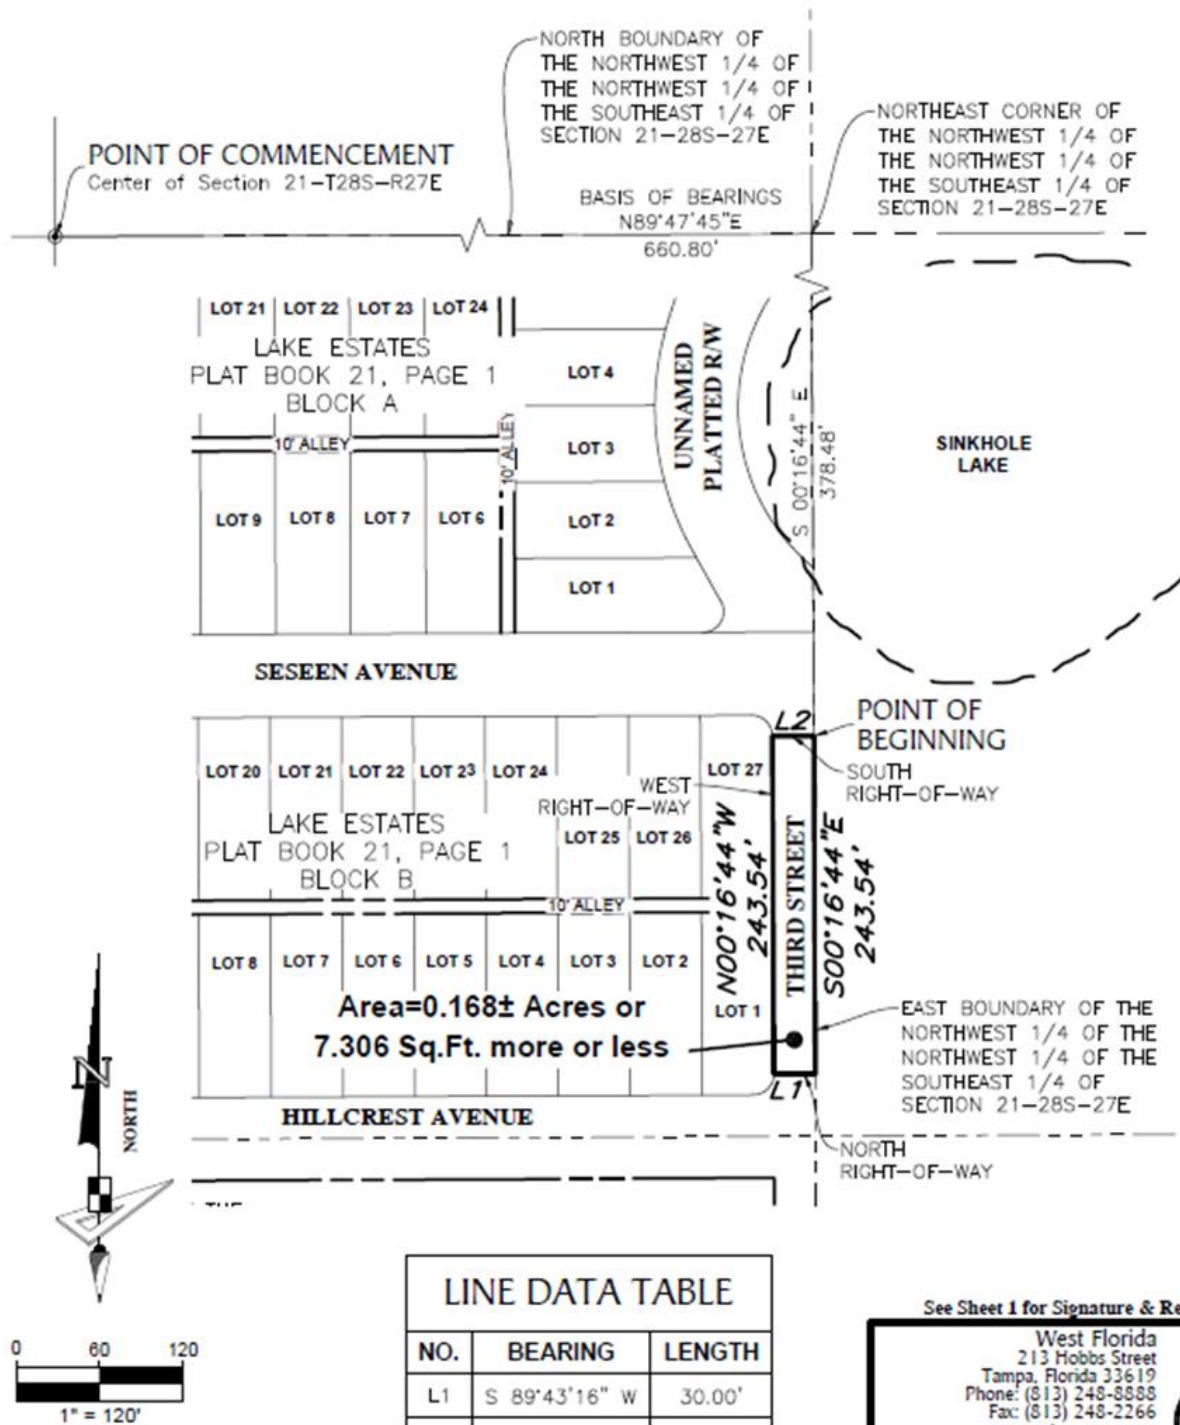 NORTH BOUNDARY OF
THE NORTHWEST 1/4 OF
THE NORTHWEST 1/4 OF
THE SOUTHEAST 1/4 OF
SECTION 21-28S-27E
NORTHEAST CORNER OF
THE NORTHWEST 1/4 OF
THE NORTHWEST 1/4 OF
THE SOUTHEAST 1/4 OF
SECTION 21-28S-27E
POINT OF COMMENCEMENT
Center of Section 21-T28S-R27E
BASIS OF BEARINGS
N89°47'45"E
660.80'
LOT 21
LOT 22
LOT 23
LOT 24
LAKE ESTATES
PLAT BOOK 21, PAGE 1
BLOCK A
10' ALLEY
10' ALLEY
LOT 9
LOT 8
LOT 7
LOT 6
LOT 4
LOT 3
LOT 2
LOT 1
UNNAMED
PLATTED R/W
S 00°16'44" E
378.48'
SINKHOLE
LAKE
SESEEN AVENUE
L2
POINT OF
BEGINNING
SOUTH
RIGHT-OF-WAY
LOT 20
LOT 21
LOT 22
LOT 23
LOT 24
LOT 27
WEST
RIGHT-OF-WAY
LOT 25
LOT 26
LAKE ESTATES
PLAT BOOK 21, PAGE 1
BLOCK B
10' ALLEY
N00°16'44"W
243.54'
THIRD STREET
S00°16'44"E
243.54'
LOT 8
LOT 7
LOT 6
LOT 5
LOT 4
LOT 3
LOT 2
LOT 1
Area=0.168± Acres or
7.306 Sq.Ft. more or less
EAST BOUNDARY OF THE
NORTHWEST 1/4 OF THE
NORTHWEST 1/4 OF THE
SOUTHEAST 1/4 OF
SECTION 21-28S-27E
L1
HILLCREST AVENUE
NORTH
RIGHT-OF-WAY
N
NORTH
0 60 120
1" = 120'
LINE DATA TABLE
NO. BEARING LENGTH
L1 S 89°43'16" W 30.00'
See Sheet 1 for Signature & Re
West Florida
213 Hobbs Street
Tampa, Florida 33619
Phone: (813) 248-8888
Fax: (813) 248-2266